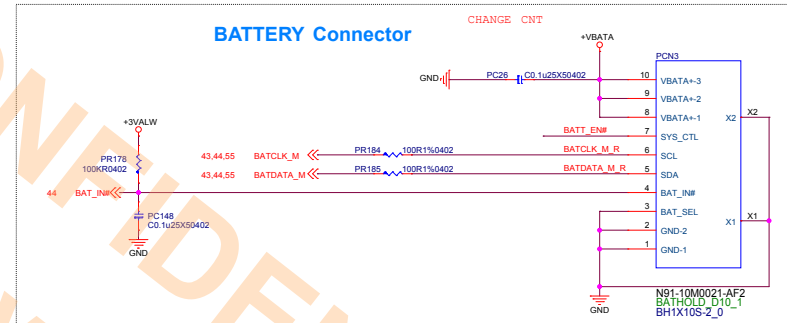 CHANGE CNT
BATTERY Connector
+VBATA
PCN3
GND
PC26
C0.1u25X50402
10
VBATA+-3
9
VBATA+-2
8
VBATA+-1
X2
X2
+3VALW
BATT_EN#
7
SYS_CTL
43,44,55
BATCLK_M
PR184
100R1%0402
BATCLK_M_R
6
SCL
PR178
100KR0402
43,44,55
BATDATA_M
PR185
100R1%0402
BATDATA_M_R
5
SDA
44
BAT_IN#
4
BAT_IN#
PC148
C0.1u25X50402
3
BAT_SEL
X1
X1
2
GND-2
1
GND-1
GND
GND
N91-10M0021-AF2
BATHOLD_D10_1
BH1X10S-2_0